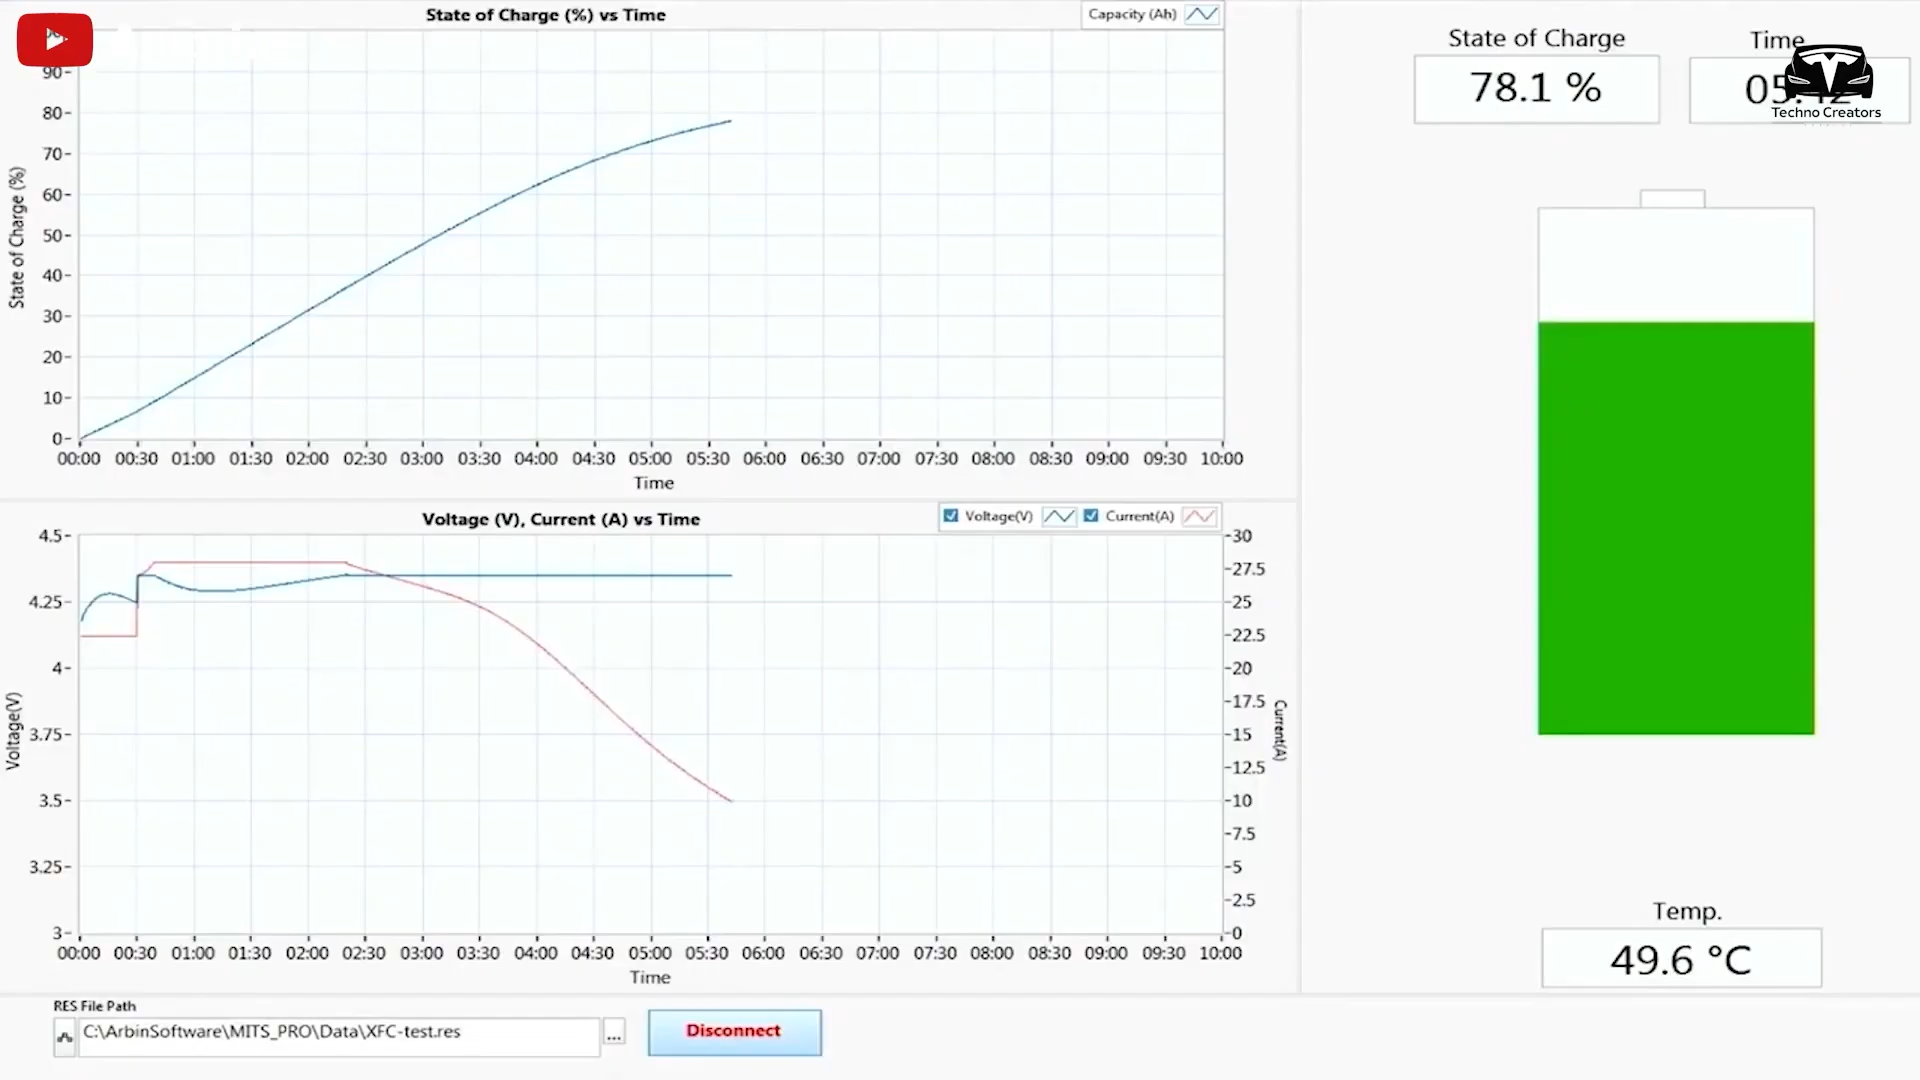 State of Charge (%) vs Time
Capacity (Ah)
State of Charge (%)
90
80
70
60
50
40
30
20
10
0
00:00 00:30 01:00 01:30 02:00 02:30 03:00 03:30 04:00 04:30 05:00 05:30 06:00 06:30 07:00 07:30 08:00 08:30 09:00 09:30 10:00
Time
Voltage (V), Current (A) vs Time
Voltage(V) Current(A)
Voltage(V)
4.5
4.25
4
3.75
3.5
3.25
3
30
27.5
25
22.5
20
17.5
15
12.5
10
7.5
5
2.5
0
Current(A)
00:00 00:30 01:00 01:30 02:00 02:30 03:00 03:30 04:00 04:30 05:00 05:30 06:00 06:30 07:00 07:30 08:00 08:30 09:00 09:30 10:00
Time
RES File Path
C:\ArbinSoftware\MITS_PRO\Data\XFC-test.res
...
Disconnect
State of Charge
78.1 %
Time
Techno Creators
Temp.
49.6 °C